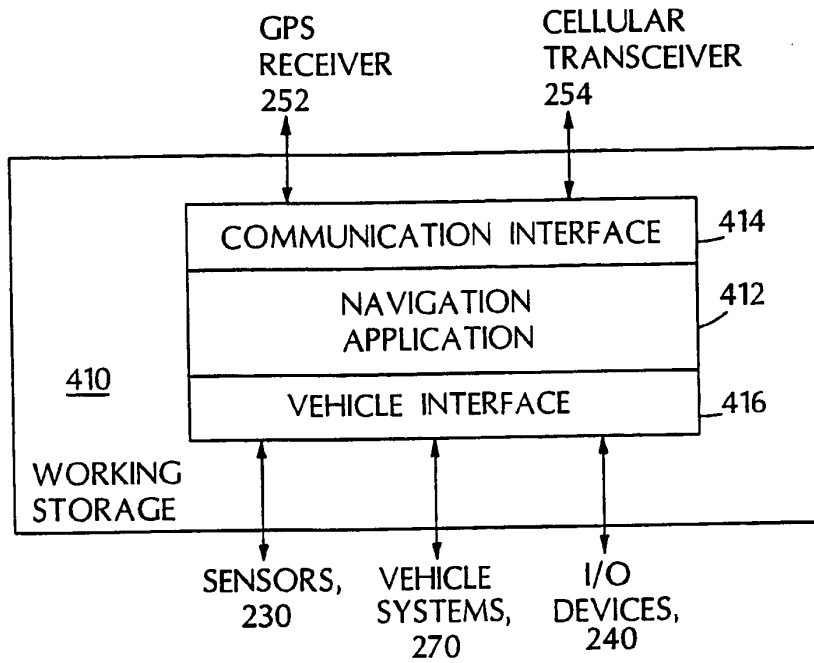 GPS
RECEIVER
252
CELLULAR
TRANSCEIVER
254
COMMUNICATION INTERFACE
414
NAVIGATION
APPLICATION
412
VEHICLE INTERFACE
416
410
WORKING
STORAGE
SENSORS,
230
VEHICLE
SYSTEMS,
270
I/O
DEVICES,
240